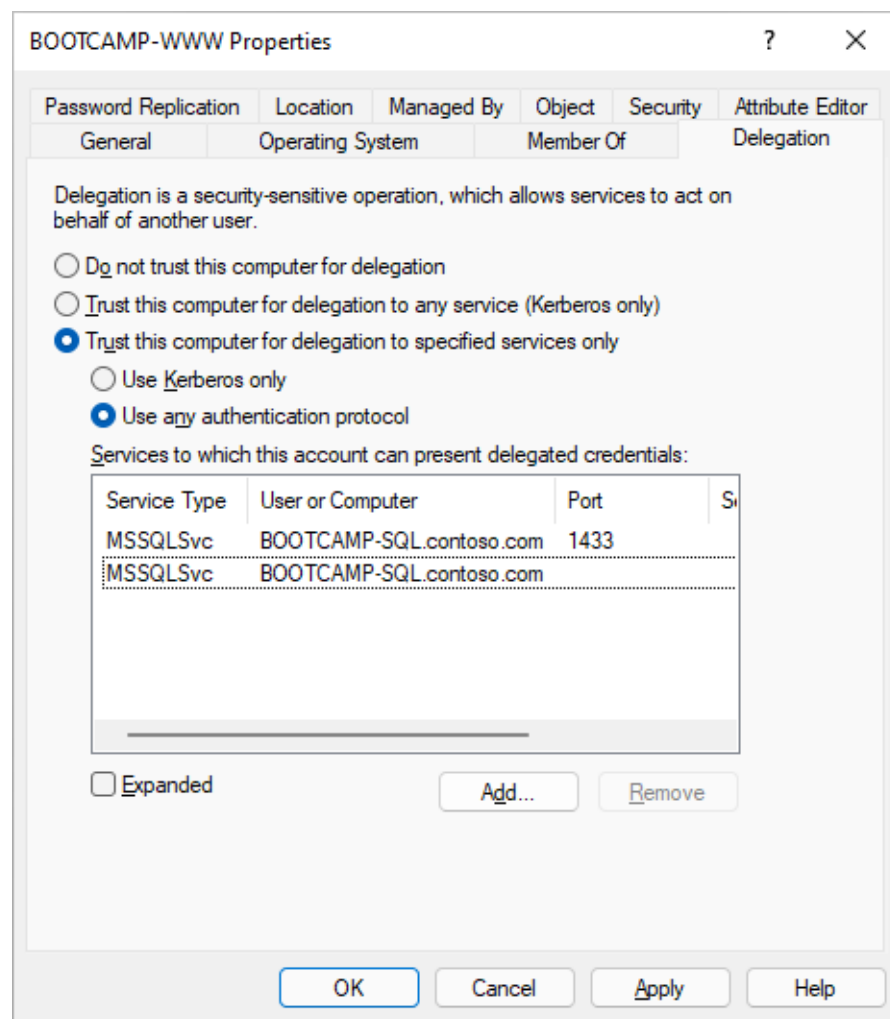 BOOTCAMP-WWW Properties ? ✕
Password Replication Location Managed By Object Security Attribute Editor
General Operating System Member Of Delegation
Delegation is a security-sensitive operation, which allows services to act on
behalf of another user.
Do not trust this computer for delegation
Trust this computer for delegation to any service (Kerberos only)
Trust this computer for delegation to specified services only
Use Kerberos only
Use any authentication protocol
Services to which this account can present delegated credentials:
Service Type User or Computer Port
MSSQLSvc BOOTCAMP-SQL.contoso.com 1433
MSSQLSvc BOOTCAMP-SQL.contoso.com
Expanded Add... Remove
OK Cancel Apply Help